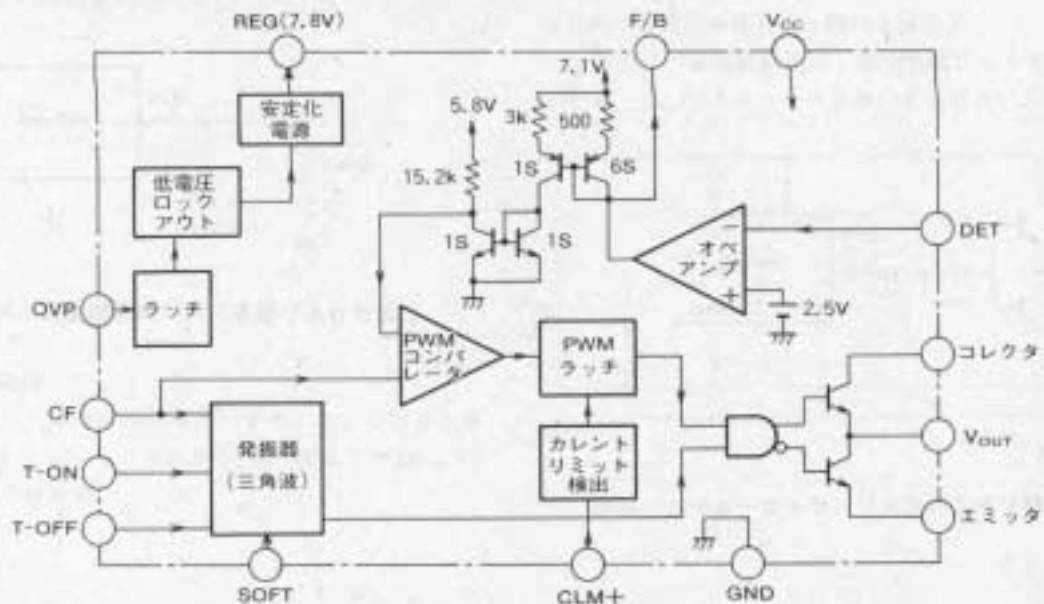 REG(7.8V)
F/B
VCC
7.1V
安定化
電源
5.8V
3k
500
1S
6S
15.2k
低電圧
ロック
アウト
1S
1S
オペ
アンプ
−
+
DET
2.5V
OVP
ラッチ
PWM
コンパ
レータ
PWM
ラッチ
コレクタ
CF
発振器
(三角波)
カレント
リミット
検出
VOUT
T-ON
T-OFF
エミッタ
SOFT
CLM+
GND